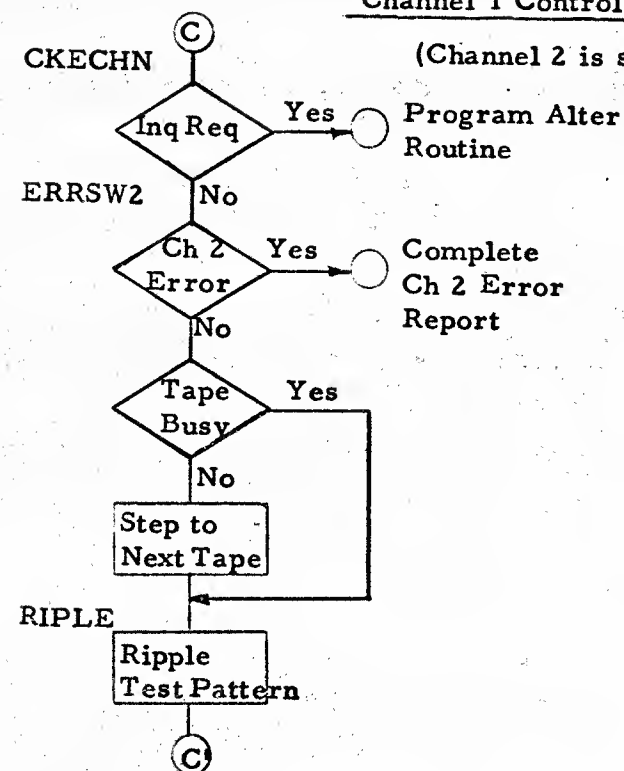 Channel 1 Control
C
CKECHN
(Channel 2 is
Inq Req
Yes
Program Alter
Routine
ERRSW2
No
Ch 2
Error
Yes
Complete
Ch 2 Error
Report
No
Tape
Busy
Yes
No
Step to
Next Tape
RIPLE
Ripple
Test Pattern
C'